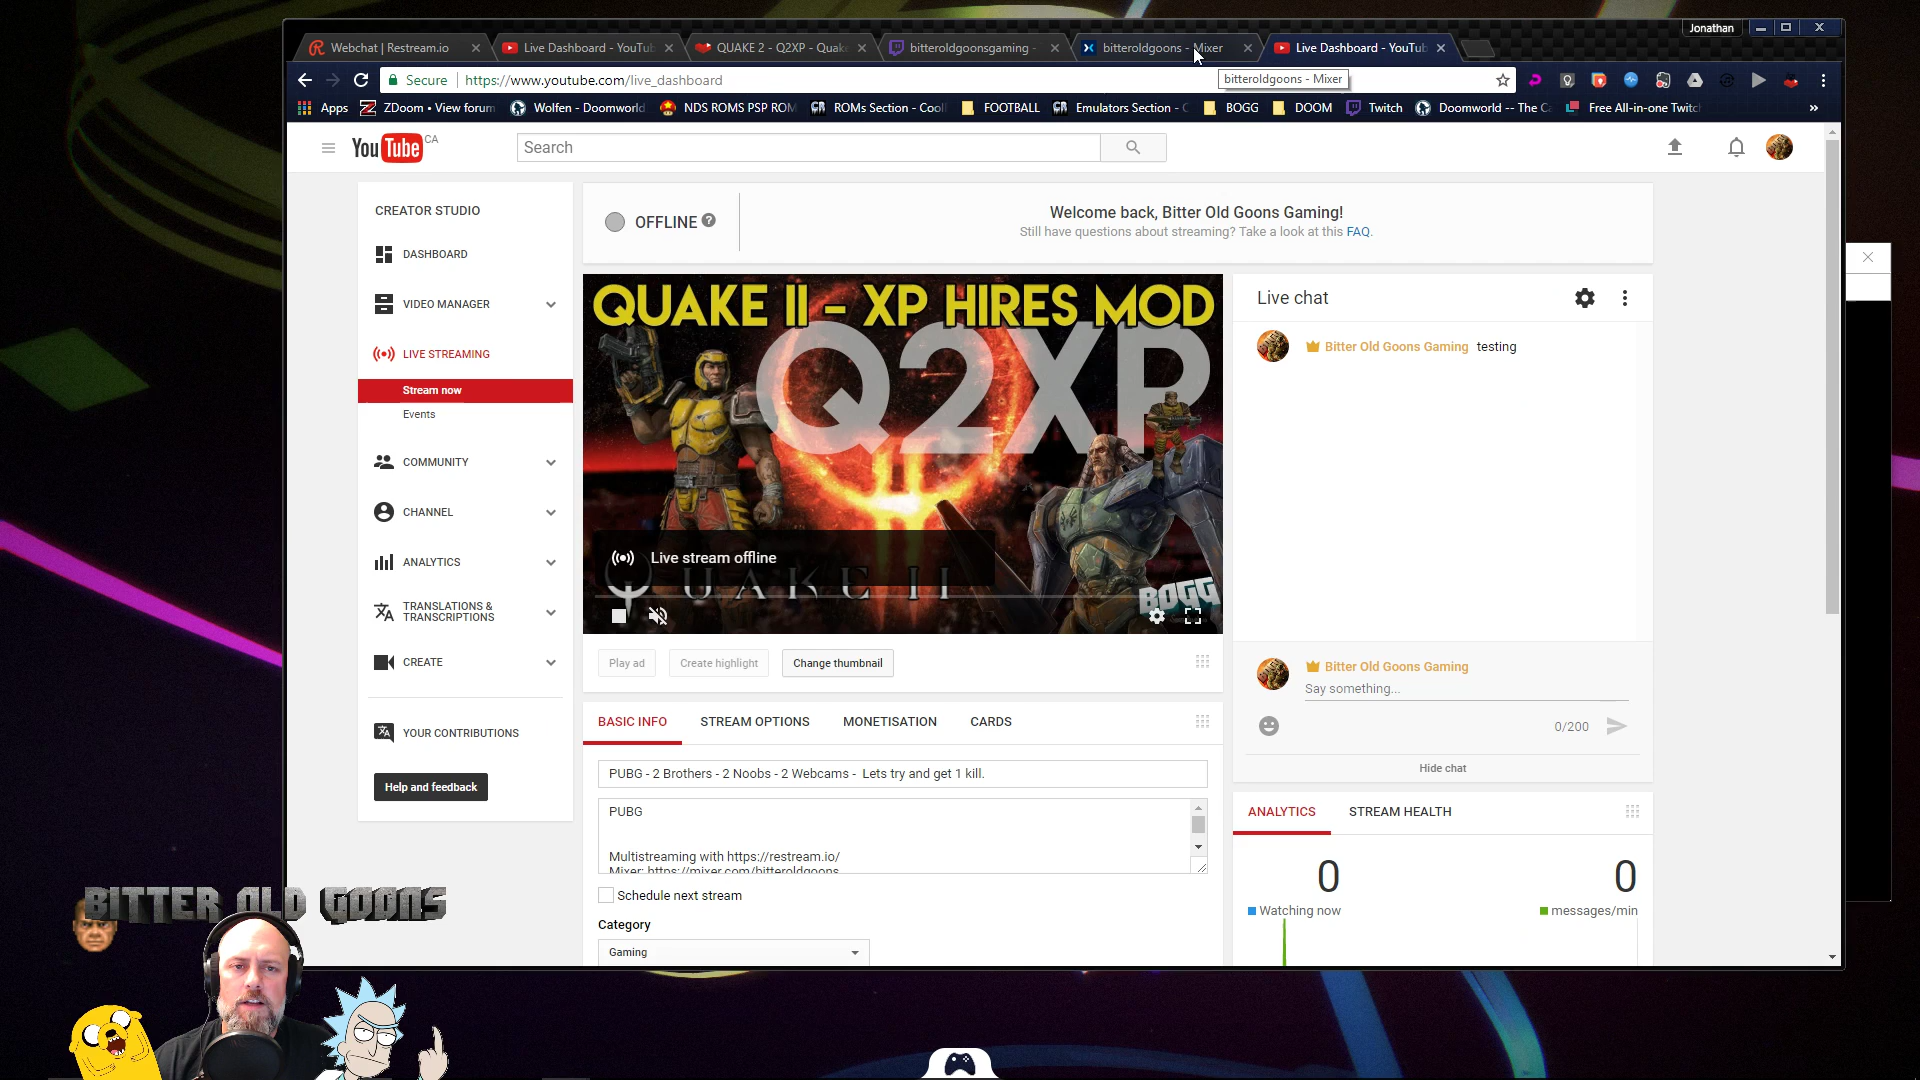 Jonathan
Webchat | Restream.io
Live Dashboard - YouTub
QUAKE 2 - Q2XP - Quake
bitteroldgoonsgaming -
bitteroldgoons - Mixer
Live Dashboard - YouTub
Secure
https://www.youtube.com/live_dashboard
bitteroldgoons - Mixer
Apps
ZDoom • View forum
Wolfen - Doomworld
NDS ROMS PSP ROM
ROMs Section - Cool
FOOTBALL
Emulators Section - C
BOGG
DOOM
Twitch
Doomworld -- The C
Free All-in-one Twitc
»
YouTube CA
Search
CREATOR STUDIO
DASHBOARD
VIDEO MANAGER
LIVE STREAMING
Stream now
Events
COMMUNITY
CHANNEL
ANALYTICS
TRANSLATIONS &
TRANSCRIPTIONS
CREATE
YOUR CONTRIBUTIONS
Help and feedback
OFFLINE
Welcome back, Bitter Old Goons Gaming!
Still have questions about streaming? Take a look at this FAQ.
QUAKE II - XP HIRES MOD
Q2XP
Live stream offline
QUAKE II
BOGG
Play ad
Create highlight
Change thumbnail
BASIC INFO
STREAM OPTIONS
MONETISATION
CARDS
PUBG - 2 Brothers - 2 Noobs - 2 Webcams -  Lets try and get 1 kill.
PUBG
Multistreaming with https://restream.io/
Mixer: https://mixer.com/bitteroldgoons
Schedule next stream
Category
Gaming
Live chat
Bitter Old Goons Gaming testing
Bitter Old Goons Gaming
Say something...
0/200
Hide chat
ANALYTICS
STREAM HEALTH
0
0
Watching now
messages/min
BITTER OLD GOONS